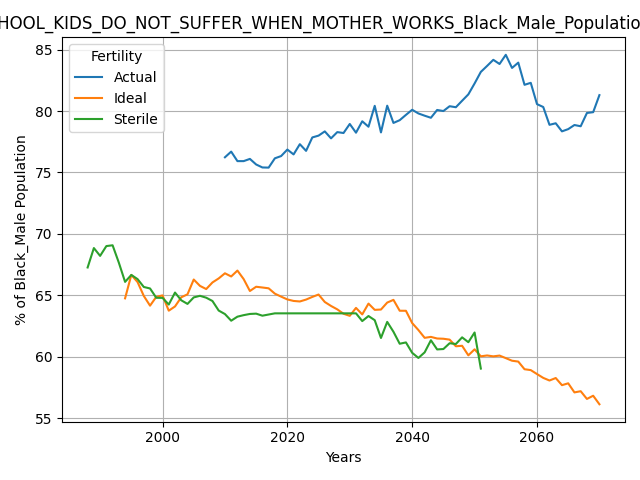 HOOL_KIDS_DO_NOT_SUFFER_WHEN_MOTHER_WORKS_Black_Male_Populatio
Fertility
Actual
Ideal
Sterile
85
80
75
70
65
60
55
% of Black_Male Population
2000
2020
2040
2060
Years